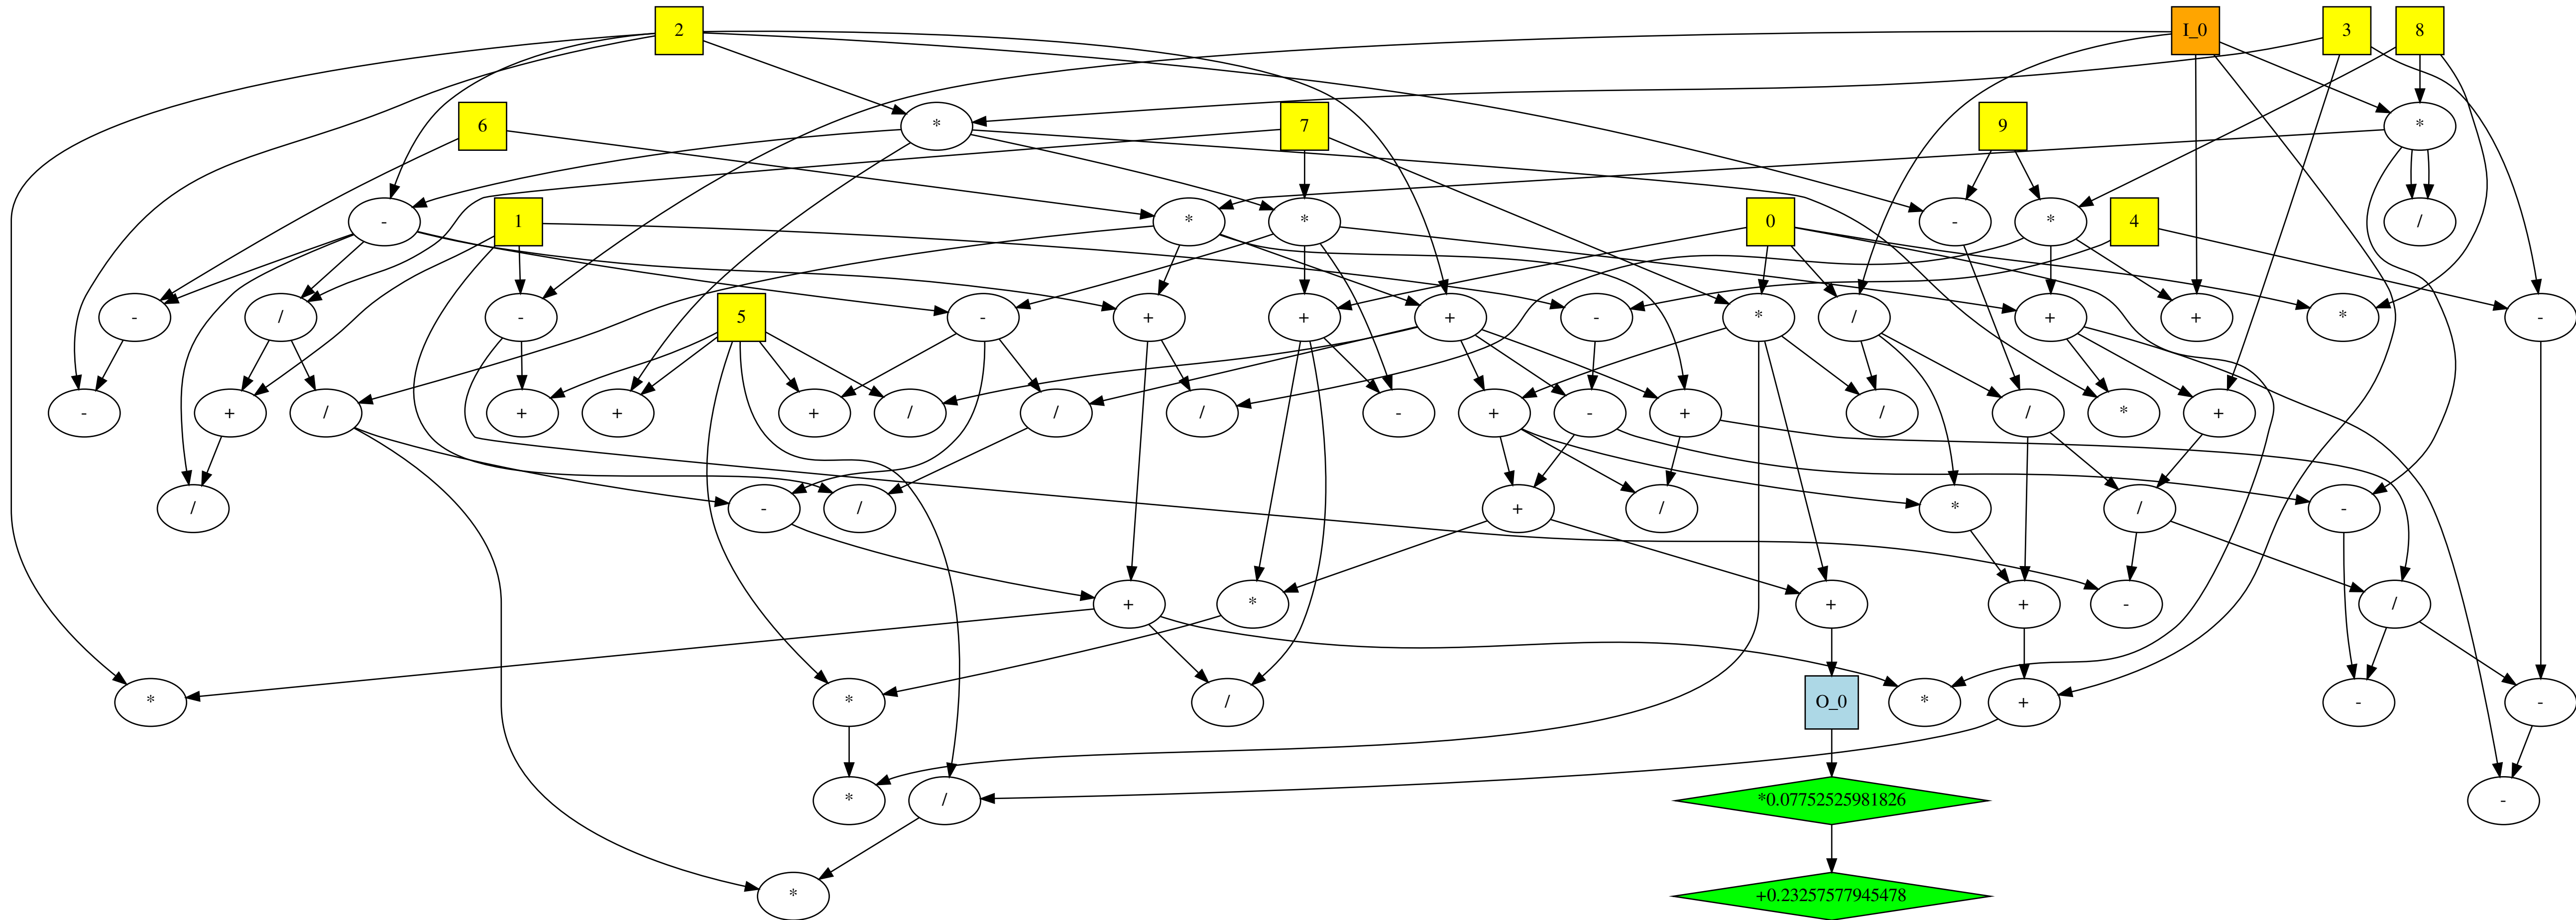 2 I_0 3 8
6 * 7 9 *
- 1 * * 0 - * 4 /
- / - 5 - + + + - * / + + * -
- + / + + + / / / - + - + / / * +
/ - / + / * / -
+ * + + - /
* * / O_0 * + - -
* / *0.07752525981826 -
* +0.23257577945478